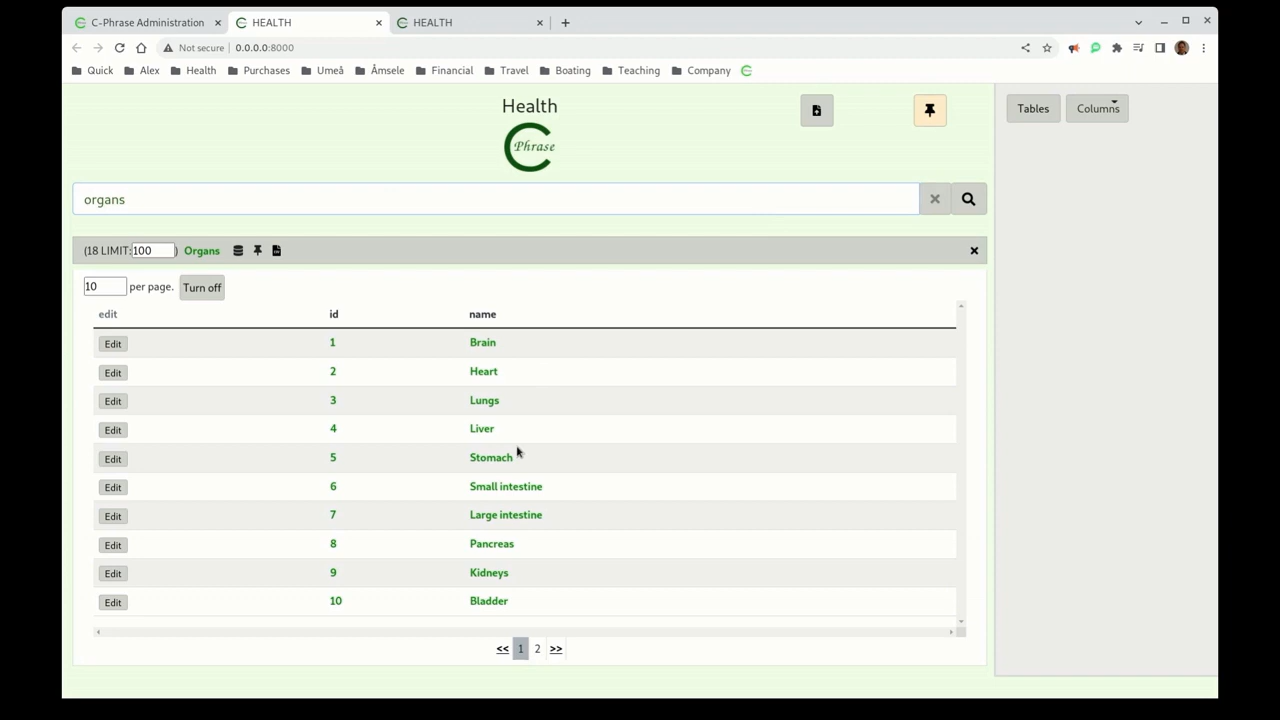 C-Phrase Administration
HEALTH
HEALTH
Not secure 0.0.0.0:8000
Quick Alex Health Purchases Umeå Åmsele Financial Travel Boating Teaching Company
Health
Phrase
Tables
Columns
organs
(18 LIMIT:100 ) Organs
10 per page. Turn off
edit id name
Edit 1 Brain
Edit 2 Heart
Edit 3 Lungs
Edit 4 Liver
Edit 5 Stomach
Edit 6 Small intestine
Edit 7 Large intestine
Edit 8 Pancreas
Edit 9 Kidneys
Edit 10 Bladder
<< 1 2 >>